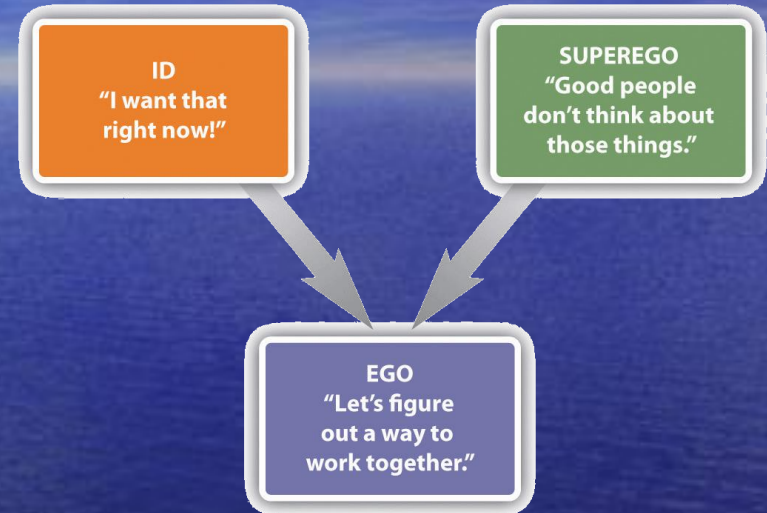 ID
“I want that
right now!”
SUPEREGO
“Good people
don’t think about
those things.”
EGO
“Let’s figure
out a way to
work together.”